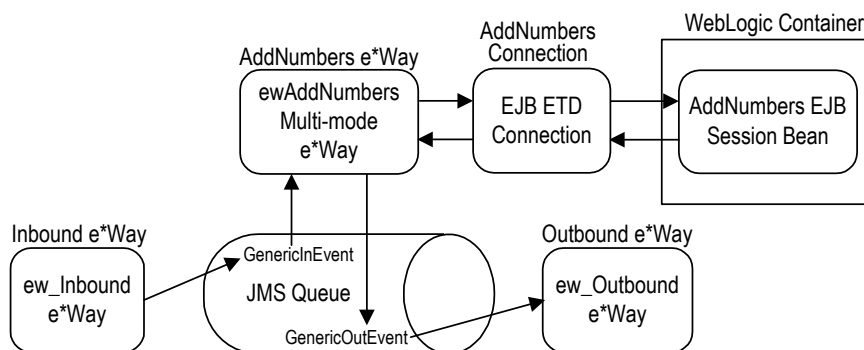 WebLogic Container
AddNumbers
Connection
AddNumbers e*Way
ewAddNumbers
Multi-mode
e*Way
EJB ETD
Connection
AddNumbers EJB
Session Bean
Inbound e*Way
ew_Inbound
e*Way
GenericInEvent
JMS Queue
GenericOutEvent
Outbound e*Way
ew_Outbound
e*Way